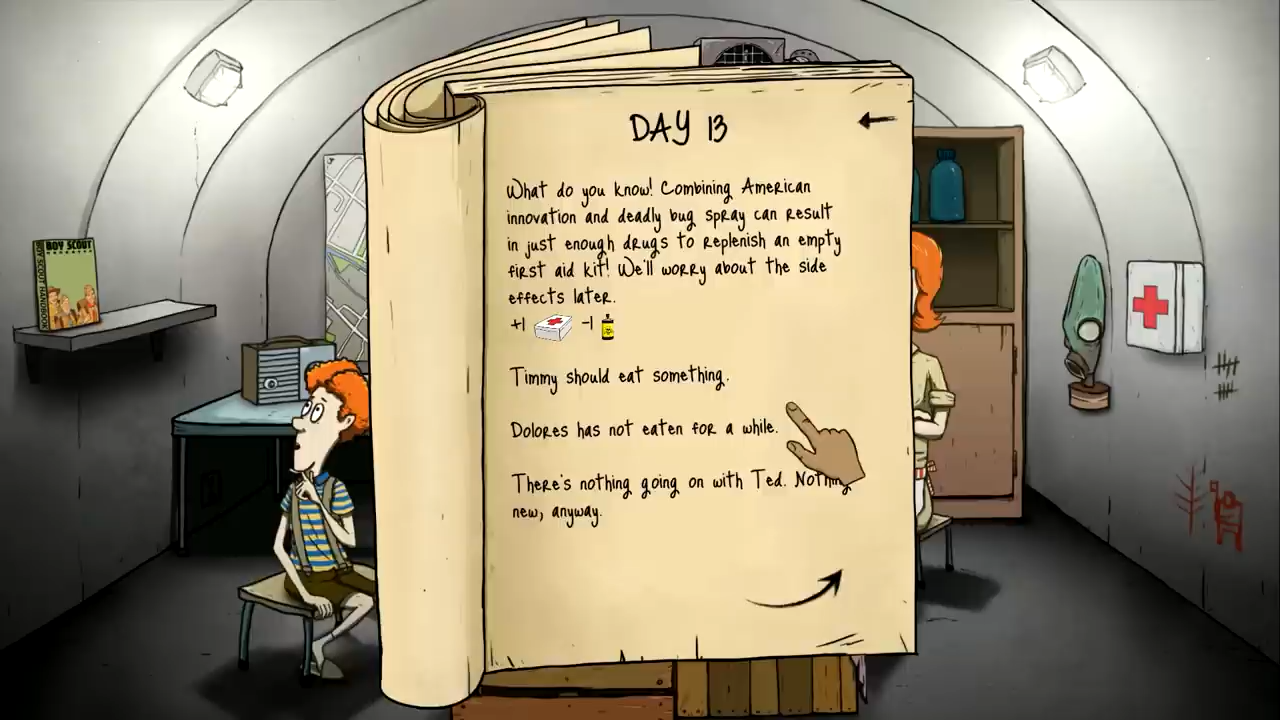 DAY 13
What do you know! Combining American
innovation and deadly bug spray can result
in just enough drugs to replenish an empty
first aid kit! We'll worry about the side
effects later.
+1 -1
Timmy should eat something.
Dolores has not eaten for a while.
There's nothing going on with Ted. Nothing
new, anyway.
BOY SCOUT
BOY SCOUT HANDBOOK